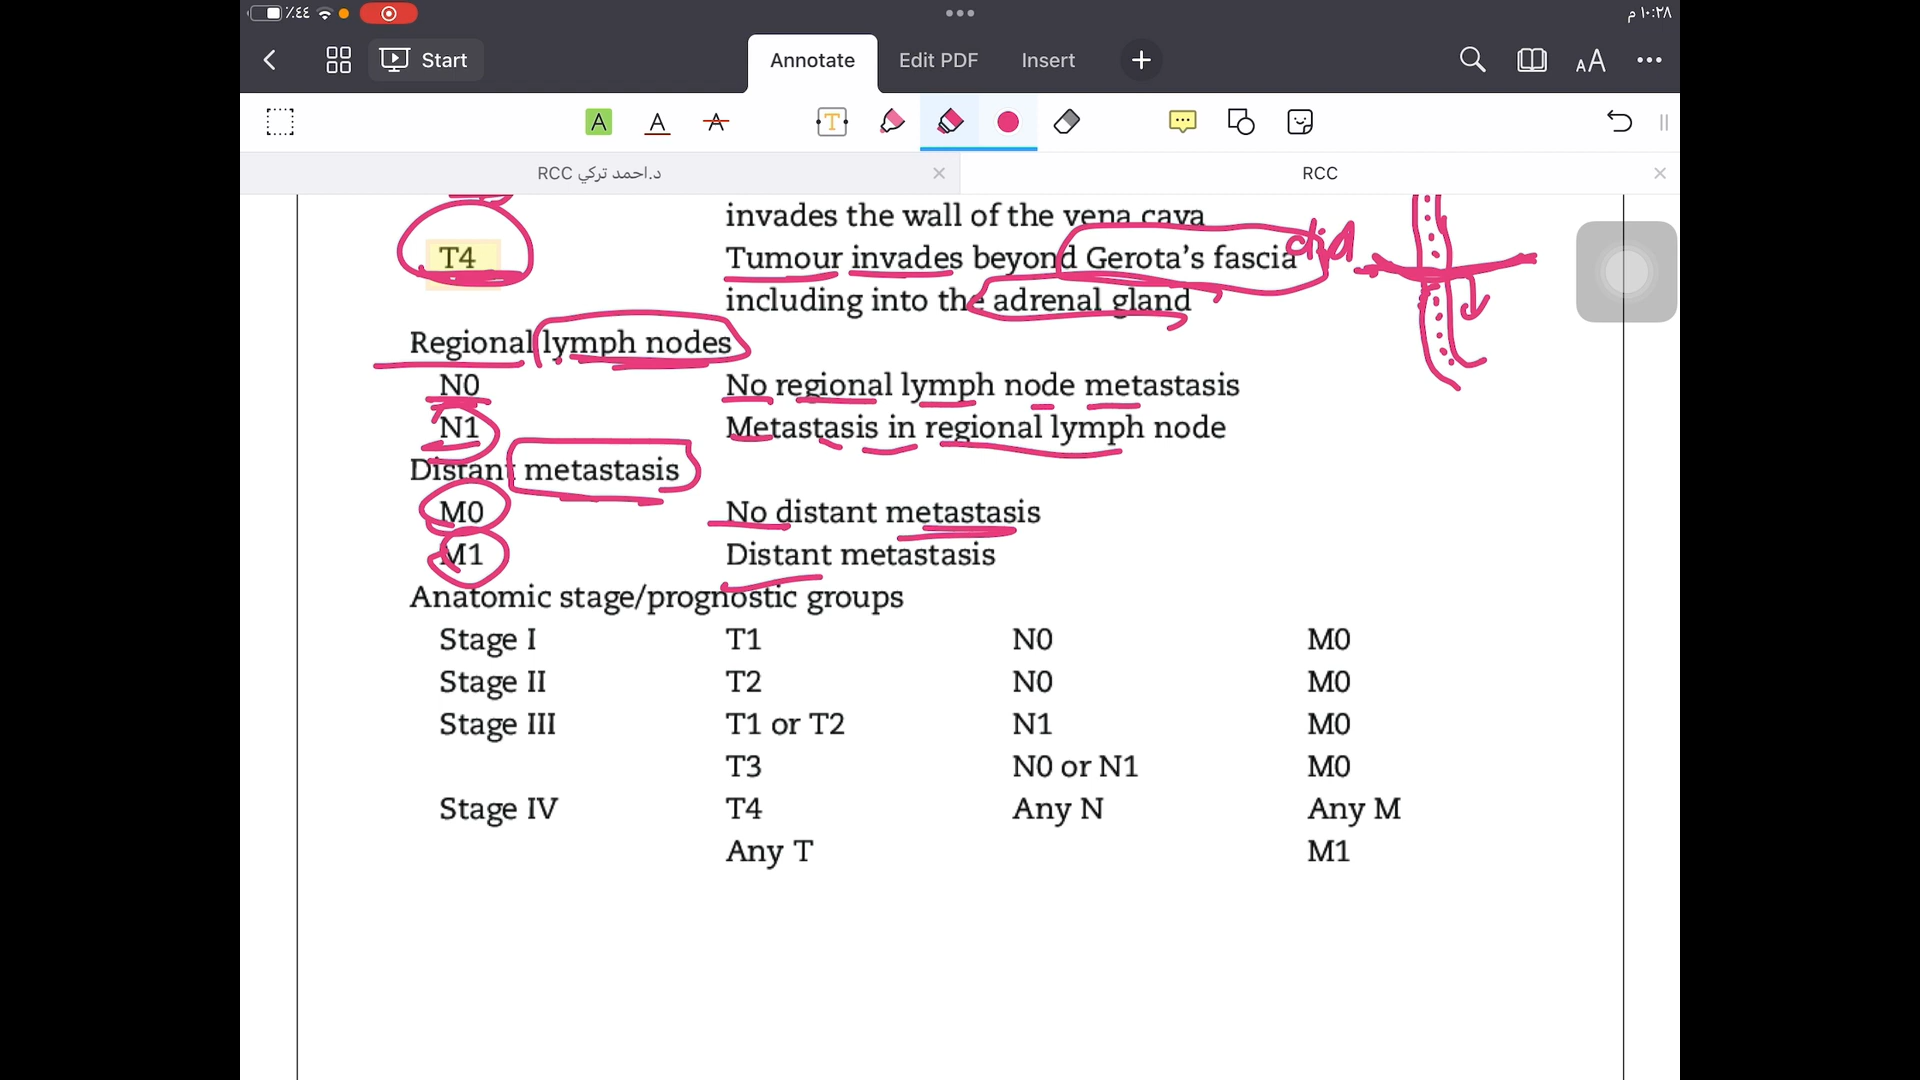 ٪٤٤
١٠:٢٨ م
Start
Annotate
Edit PDF
Insert
AA
A A A T
RCC د.احمد تركي
RCC
invades the wall of the vena cava
T4 Tumour invades beyond Gerota’s fascia
including into the adrenal gland
Regional lymph nodes
N0 No regional lymph node metastasis
N1 Metastasis in regional lymph node
Distant metastasis
M0 No distant metastasis
M1 Distant metastasis
Anatomic stage/prognostic groups
Stage I T1 N0 M0
Stage II T2 N0 M0
Stage III T1 or T2 N1 M0
T3 N0 or N1 M0
Stage IV T4 Any N Any M
Any T M1